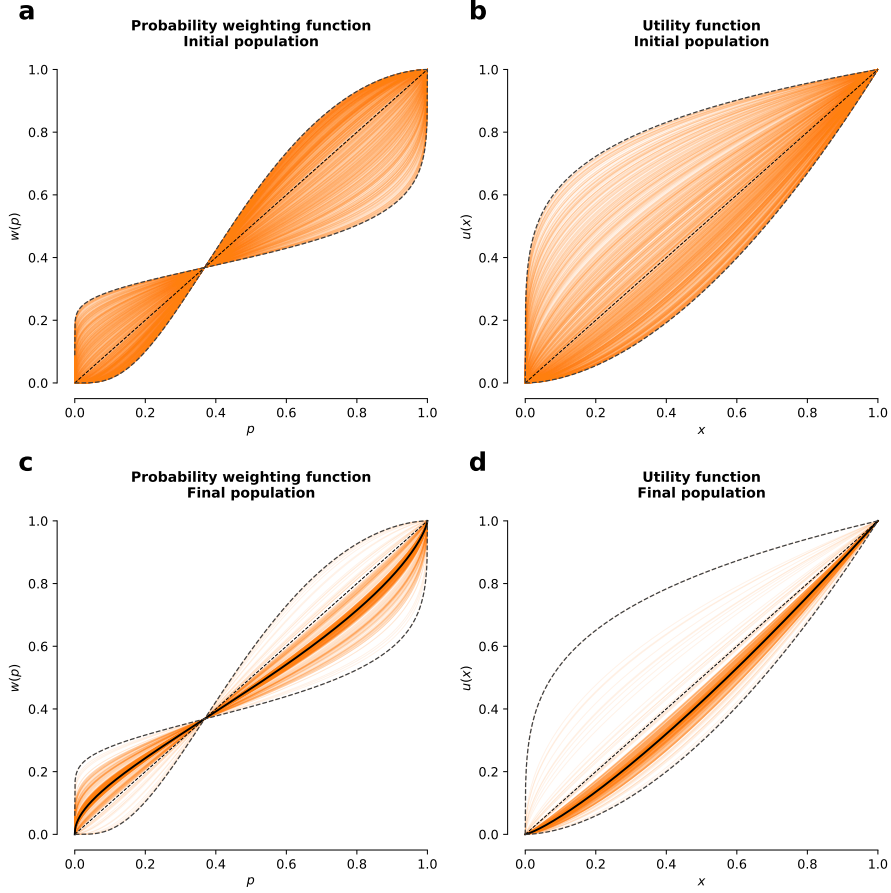 a
Probability weighting function
Initial population
1.0
0.8
0.6
0.4
0.2
0.0
w(p)
0.0 0.2 0.4 0.6 0.8 1.0
p
b
Utility function
Initial population
1.0
0.8
0.6
0.4
0.2
0.0
u(x)
0.0 0.2 0.4 0.6 0.8 1.0
x
c
Probability weighting function
Final population
1.0
0.8
0.6
0.4
0.2
0.0
w(p)
0.0 0.2 0.4 0.6 0.8 1.0
p
d
Utility function
Final population
1.0
0.8
0.6
0.4
0.2
0.0
u(x)
0.0 0.2 0.4 0.6 0.8 1.0
x